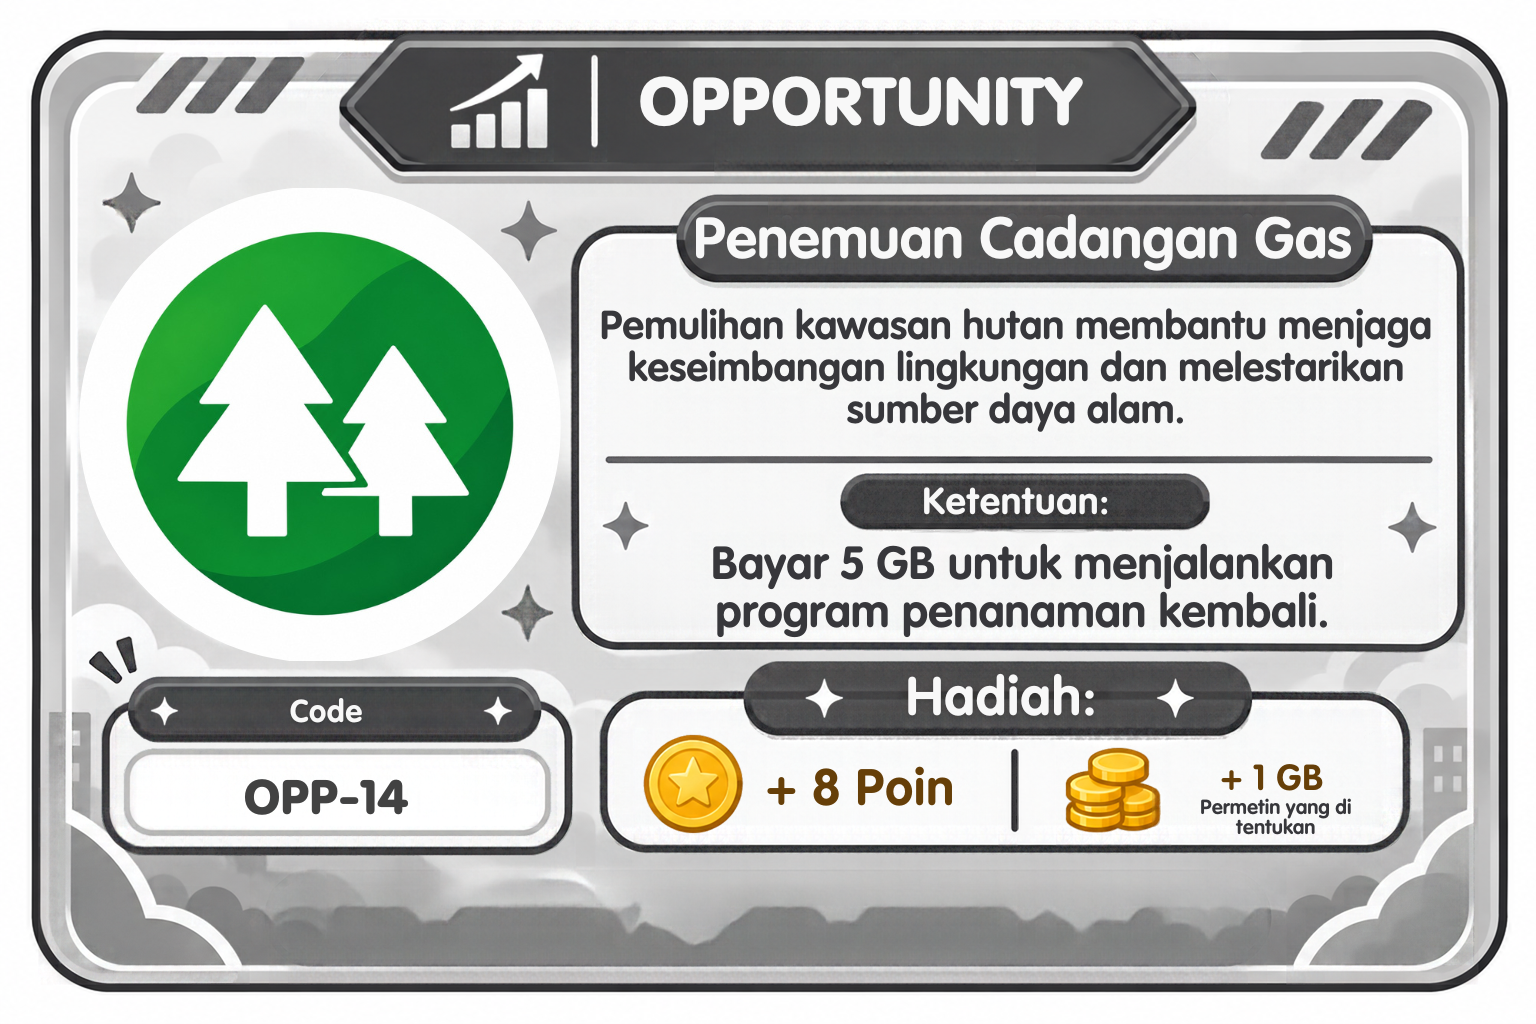 OPPORTUNITY
Penemuan Cadangan Gas
Pemulihan kawasan hutan membantu menjaga
keseimbangan lingkungan dan melestarikan
sumber daya alam.
Ketentuan:
Bayar 5 GB untuk menjalankan
program penanaman kembali.
Code
OPP-14
Hadiah:
+ 8 Poin
+ 1 GB
Permetin yang di
tentukan